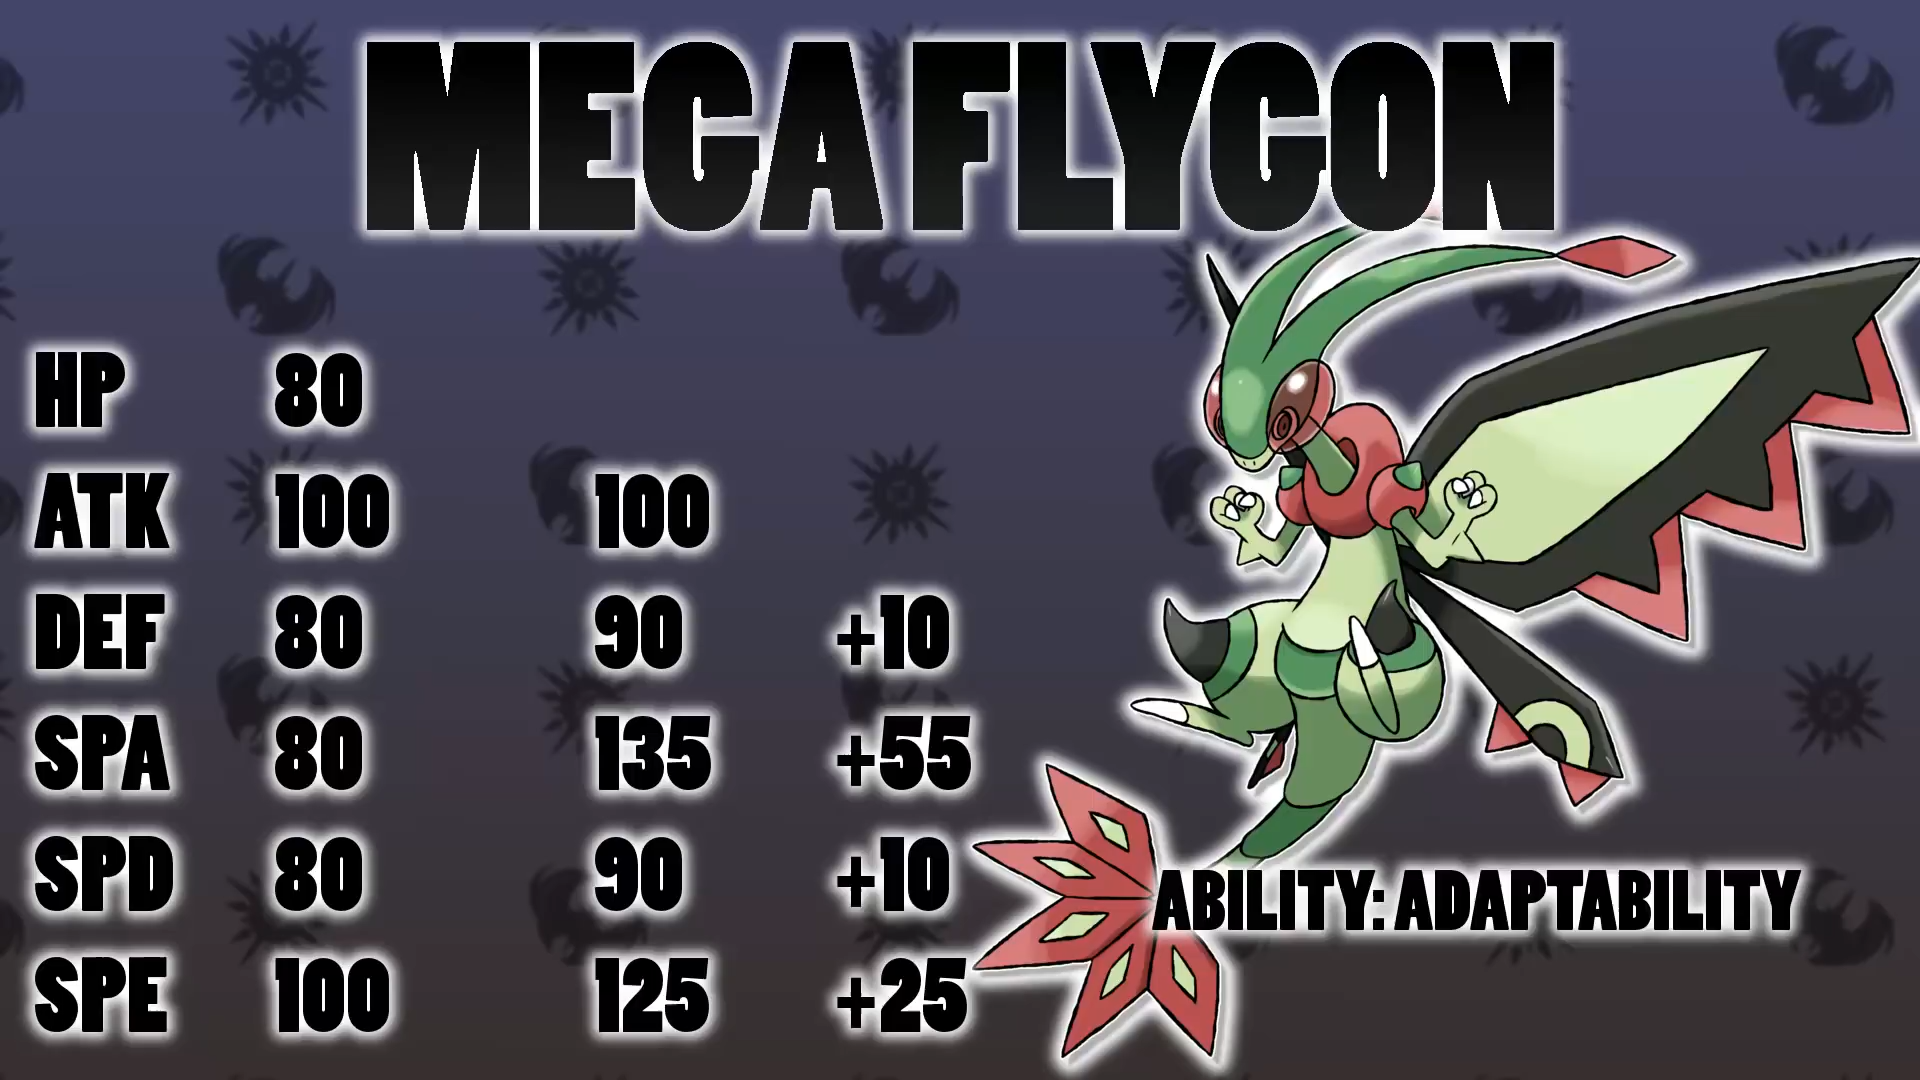 MEGA FLYGON
HP 80
ATK 100 100
DEF 80 90 +10
SPA 80 135 +55
SPD 80 90 +10
SPE 100 125 +25
ABILITY: ADAPTABILITY